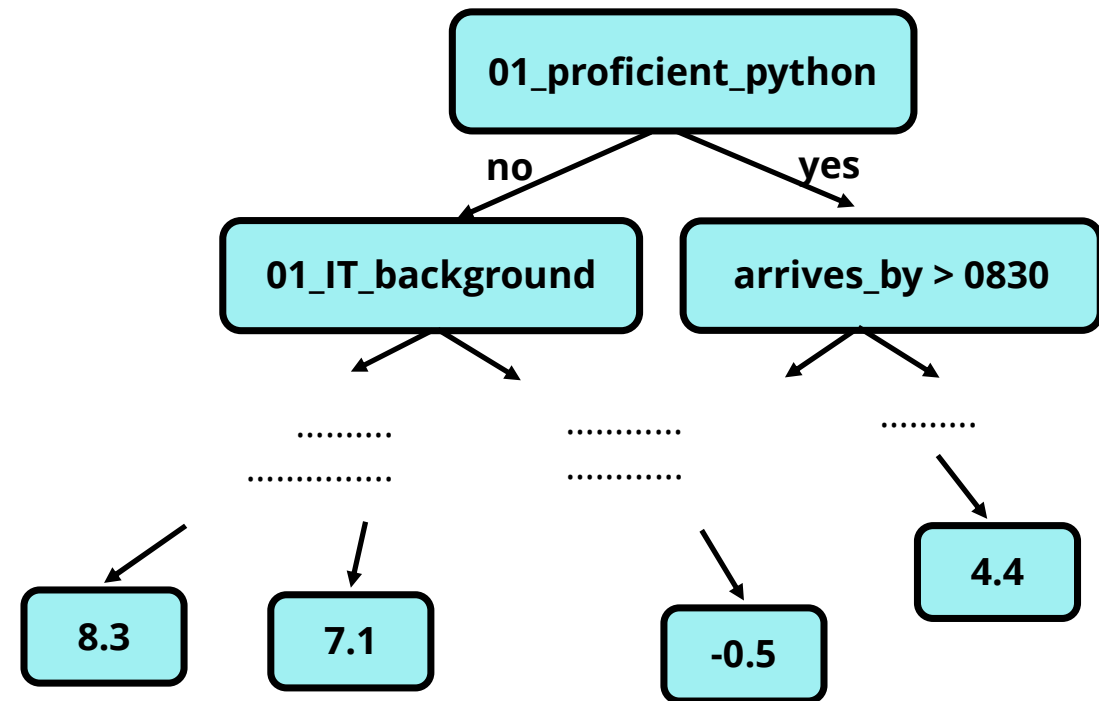 01_proficient_python
no
yes
01_IT_background
arrives_by > 0830
..........
............
..........
...............
............
8.3
7.1
-0.5
4.4